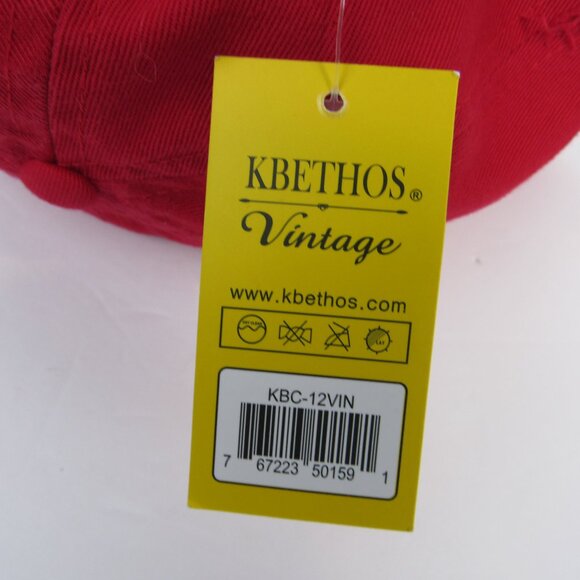 KBETHOS®
Vintage
www.kbethos.com
KBC-12VIN
7 67223 50159 1